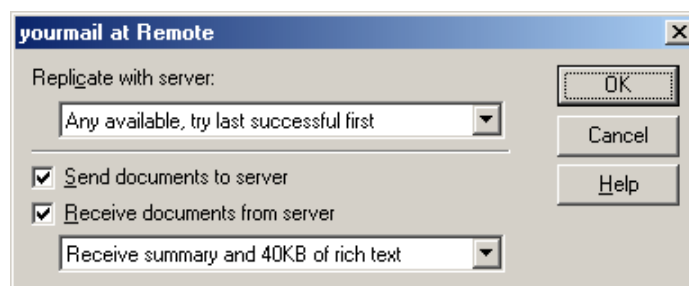 yourmail at Remote
Replicate with server:
OK
Any available, try last successful first
Cancel
Send documents to server
Help
Receive documents from server
Receive summary and 40KB of rich text